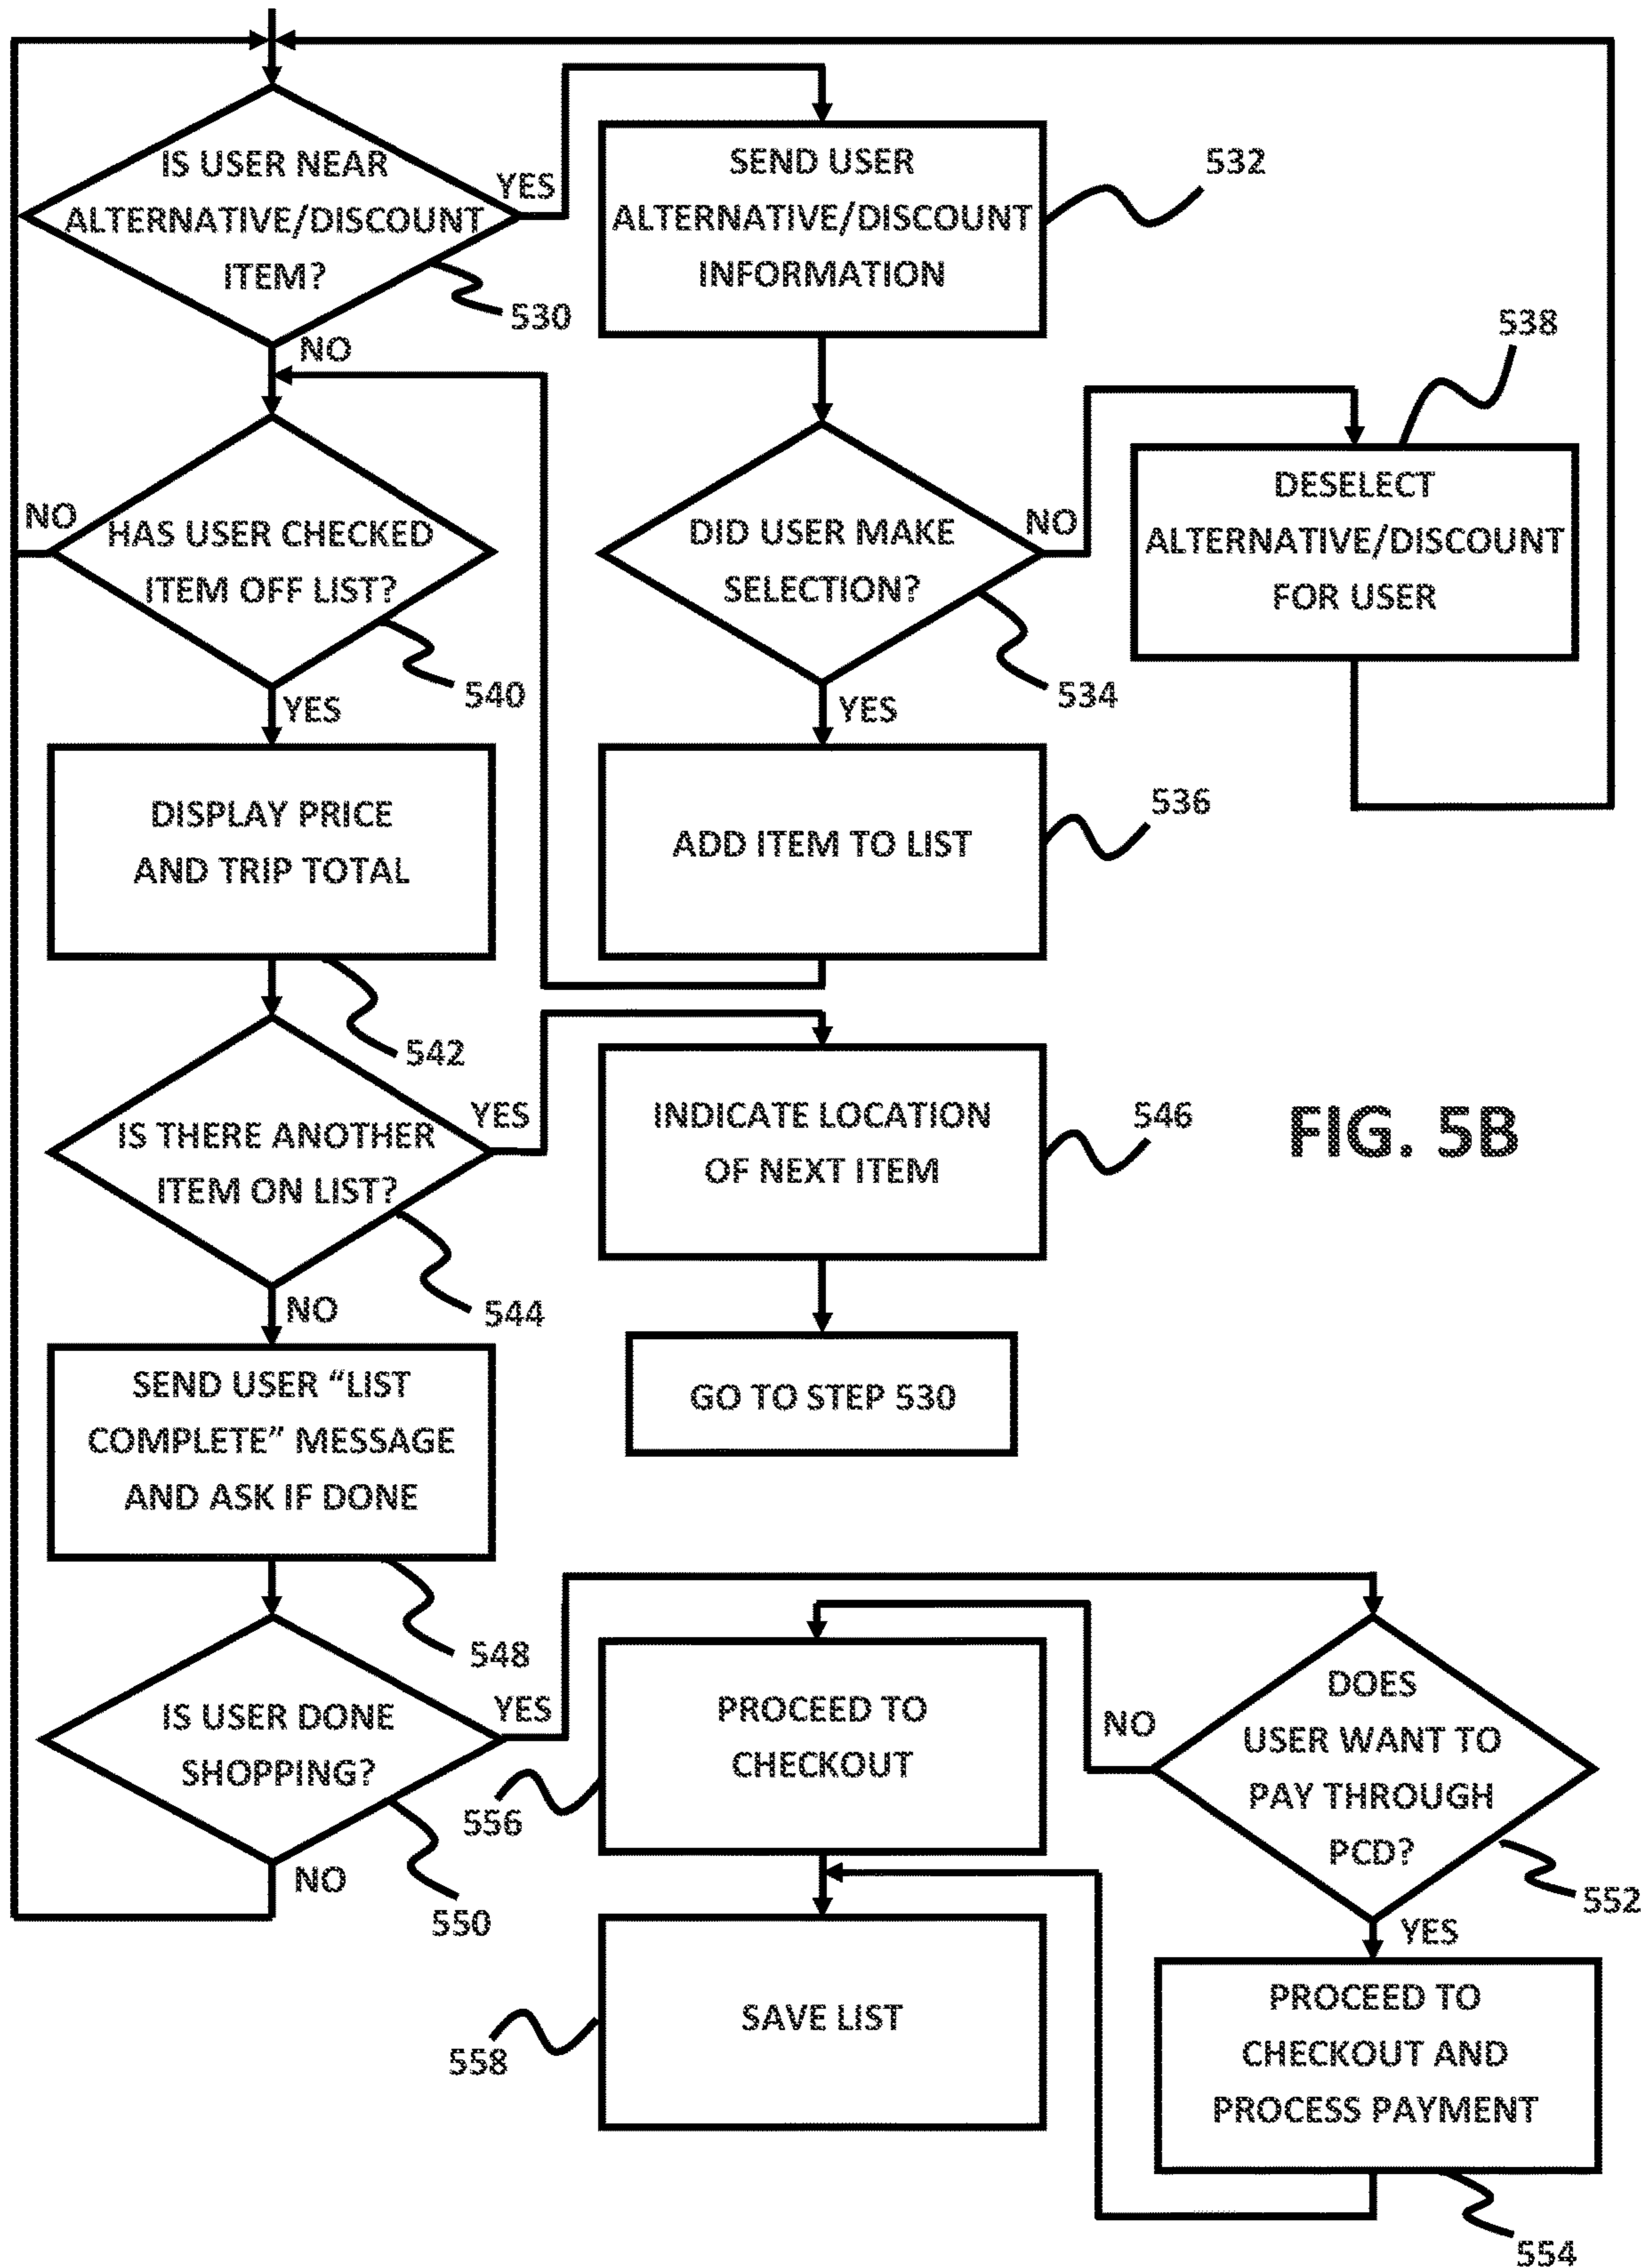 IS USER NEAR
ALTERNATIVE/DISCOUNT
ITEM?
YES
530
NO
SEND USER
ALTERNATIVE/DISCOUNT
INFORMATION
532
538
DESELECT
ALTERNATIVE/DISCOUNT
FOR USER
NO
HAS USER CHECKED
ITEM OFF LIST?
540
YES
DID USER MAKE
SELECTION?
NO
534
YES
DISPLAY PRICE
AND TRIP TOTAL
542
ADD ITEM TO LIST
536
IS THERE ANOTHER
ITEM ON LIST?
YES
544
NO
INDICATE LOCATION
OF NEXT ITEM
546
FIG. 5B
GO TO STEP 530
SEND USER “LIST
COMPLETE” MESSAGE
AND ASK IF DONE
548
IS USER DONE
SHOPPING?
YES
550
NO
PROCEED TO
CHECKOUT
556
NO
DOES
USER WANT TO
PAY THROUGH
PCD?
552
YES
SAVE LIST
558
PROCEED TO
CHECKOUT AND
PROCESS PAYMENT
554